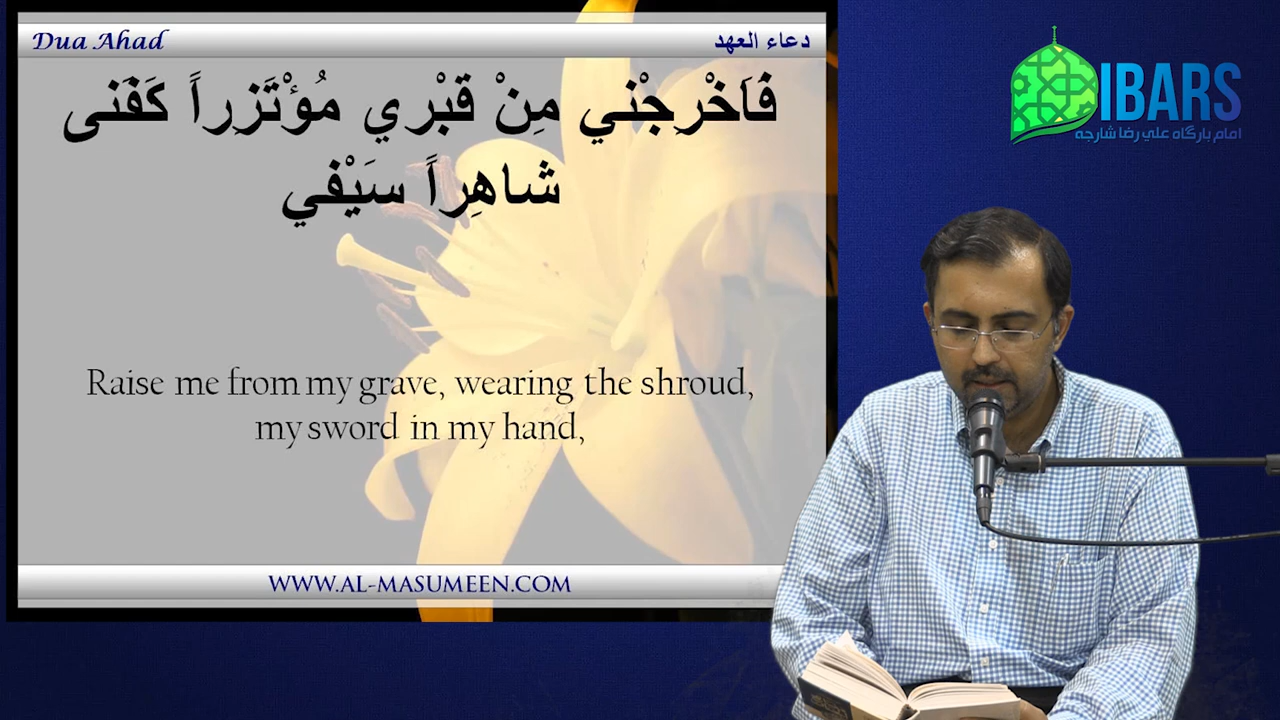 Dua Ahad
دعاء العهد
فَاَخْرِجْني مِنْ قَبْري مُؤْتَزِراً كَفَنى
شاهِراً سَيْفي
Raise me from my grave, wearing the shroud,
my sword in my hand,
WWW.AL-MASUMEEN.COM
IBARS
امام بارگاه علي رضا شارجه